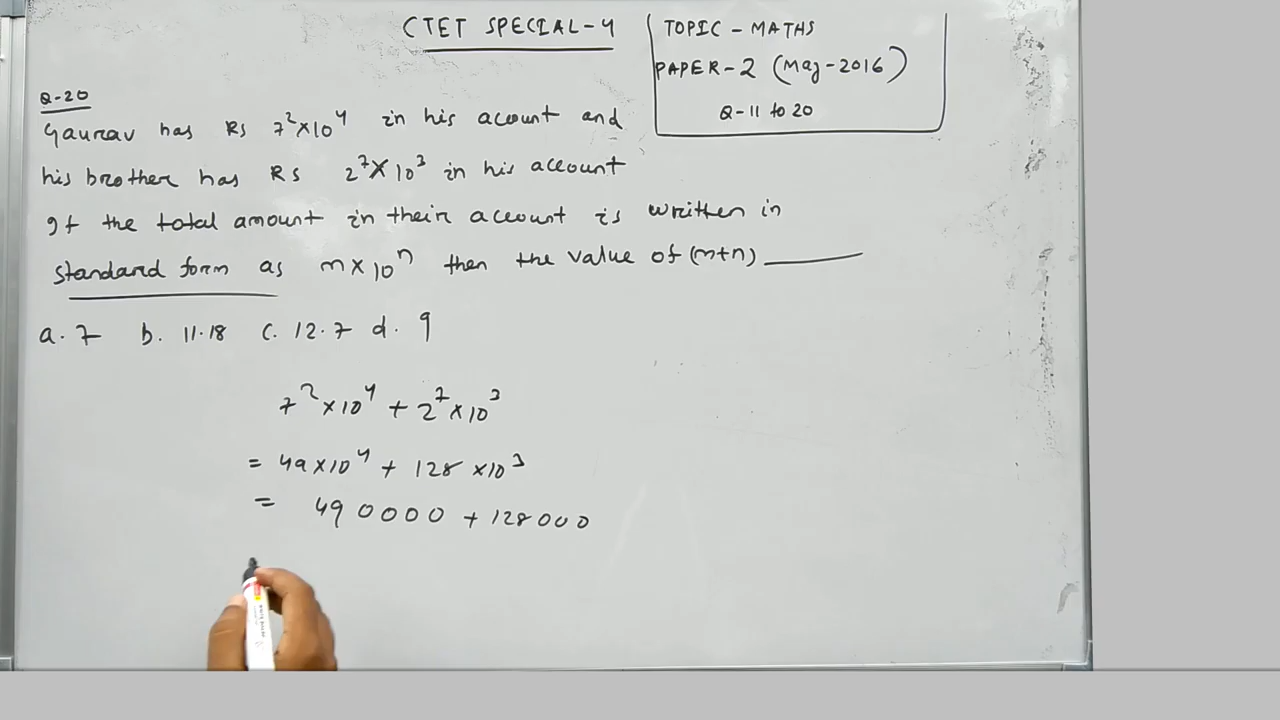 CTET SPECIAL-4
TOPIC - MATHS
PAPER-2 (May-2016)
Q-11 to 20
Q-20
Gaurav has Rs 7²×10⁴ in his acount and
his brother has RS 2⁷×10³ in his account
If the total amount in their account is written in
standard form as m×10ⁿ then the value of (m+n) ______
a. 7 b. 11.18 c. 12.7 d. 9
7²×10⁴ + 2⁷×10³
= 49×10⁴ + 128×10³
= 490000 + 128000